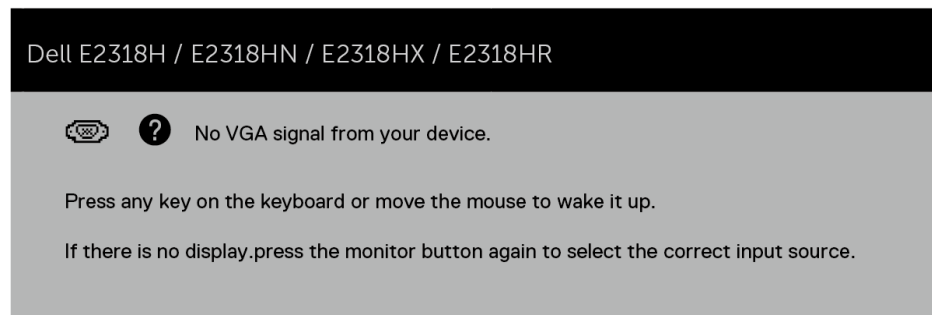 Dell E2318H / E2318HN / E2318HX / E2318HR
? No VGA signal from your device.
Press any key on the keyboard or move the mouse to wake it up.
If there is no display.press the monitor button again to select the correct input source.